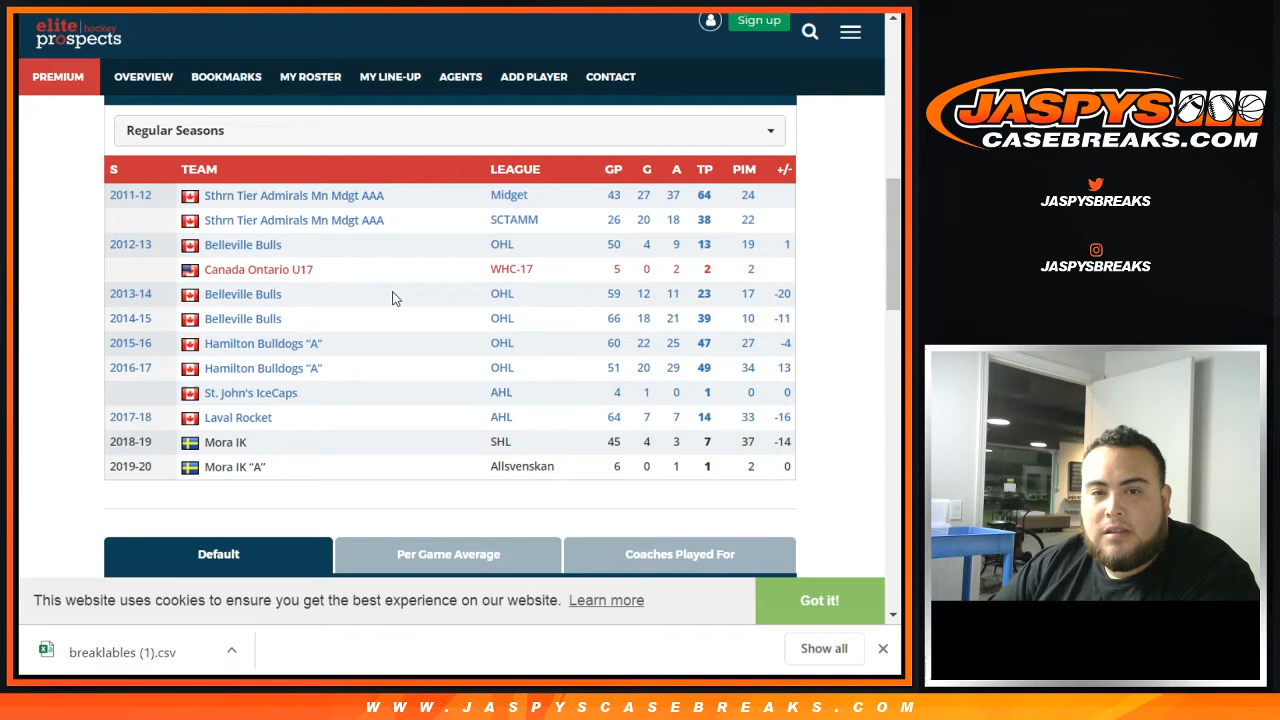 elite hockey
prospects
Sign up
PREMIUM OVERVIEW BOOKMARKS MY ROSTER MY LINE-UP AGENTS ADD PLAYER CONTACT
Regular Seasons
S TEAM LEAGUE GP G A TP PIM +/-
2011-12 Sthrn Tier Admirals Mn Mdgt AAA Midget 43 27 37 64 24
Sthrn Tier Admirals Mn Mdgt AAA SCTAMM 26 20 18 38 22
2012-13 Belleville Bulls OHL 50 4 9 13 19 1
Canada Ontario U17 WHC-17 5 0 2 2 2
2013-14 Belleville Bulls OHL 59 12 11 23 17 -20
2014-15 Belleville Bulls OHL 66 18 21 39 10 -11
2015-16 Hamilton Bulldogs “A” OHL 60 22 25 47 27 -4
2016-17 Hamilton Bulldogs “A” OHL 51 20 29 49 34 13
St. John's IceCaps AHL 4 1 0 1 0 0
2017-18 Laval Rocket AHL 64 7 7 14 33 -16
2018-19 Mora IK SHL 45 4 3 7 37 -14
2019-20 Mora IK “A” Allsvenskan 6 0 1 1 2 0
Default Per Game Average Coaches Played For
This website uses cookies to ensure you get the best experience on our website. Learn more Got it!
breaklables (1).csv Show all
JASPYS
CASEBREAKS.COM
JASPYSBREAKS
JASPYSBREAKS
WWW.JASPYSCASEBREAKS.COM